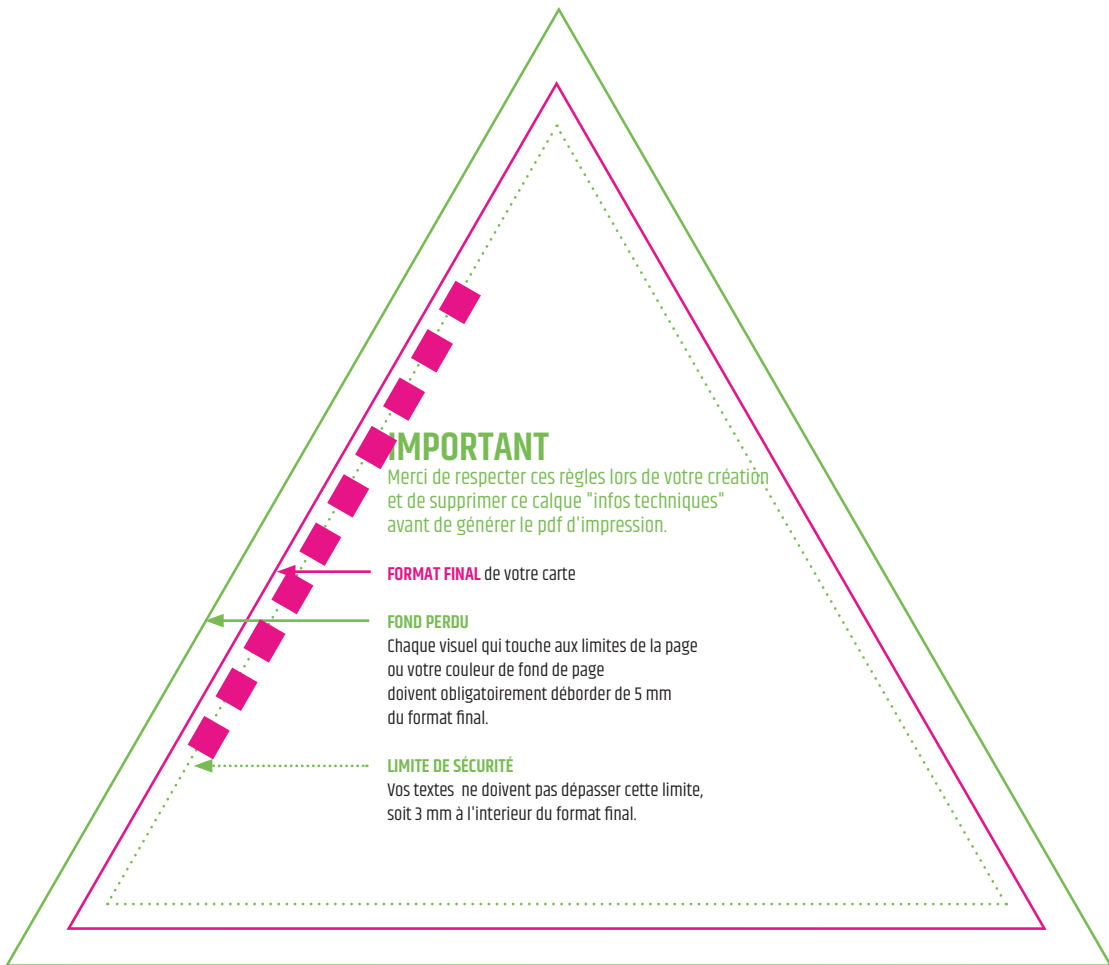 IMPORTANT
Merci de respecter ces règles lors de votre création
et de supprimer ce calque "infos techniques"
avant de générer le pdf d'impression.
FORMAT FINAL de votre carte
FOND PERDU
Chaque visuel qui touche aux limites de la page
ou votre couleur de fond de page
doivent obligatoirement déborder de 5 mm
du format final.
LIMITE DE SÉCURITÉ
Vos textes  ne doivent pas dépasser cette limite,
soit 3 mm à l'interieur du format final.